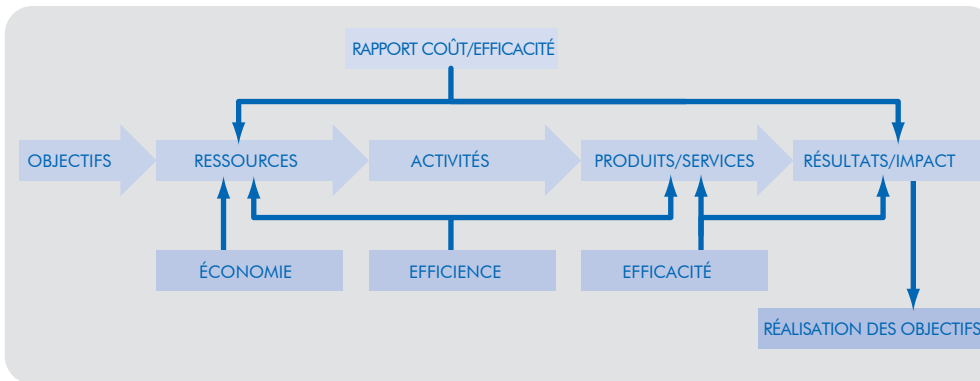 RAPPORT COÛT/EFFICACITÉ
OBJECTIFS
RESSOURCES
ACTIVITÉS
PRODUITS/SERVICES
RÉSULTATS/IMPACT
ÉCONOMIE
EFFICIENCE
EFFICACITÉ
RÉALISATION DES OBJECTIFS